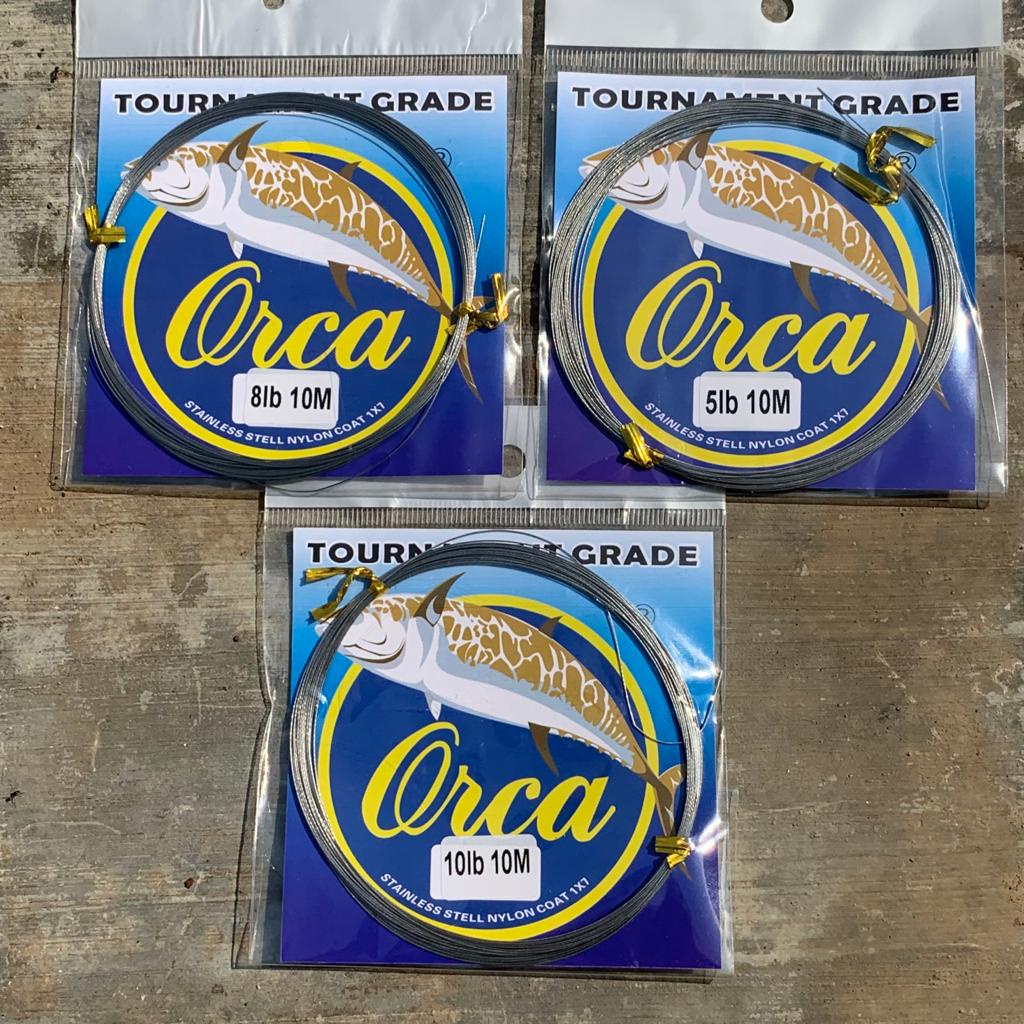 TOURNAMENT GRADE
®
Orca
8lb 10M
STAINLESS STELL NYLON COAT 1X7
TOURNAMENT GRADE
®
Orca
5lb 10M
STAINLESS STELL NYLON COAT 1X7
TOURNAMENT GRADE
®
Orca
10lb 10M
STAINLESS STELL NYLON COAT 1X7